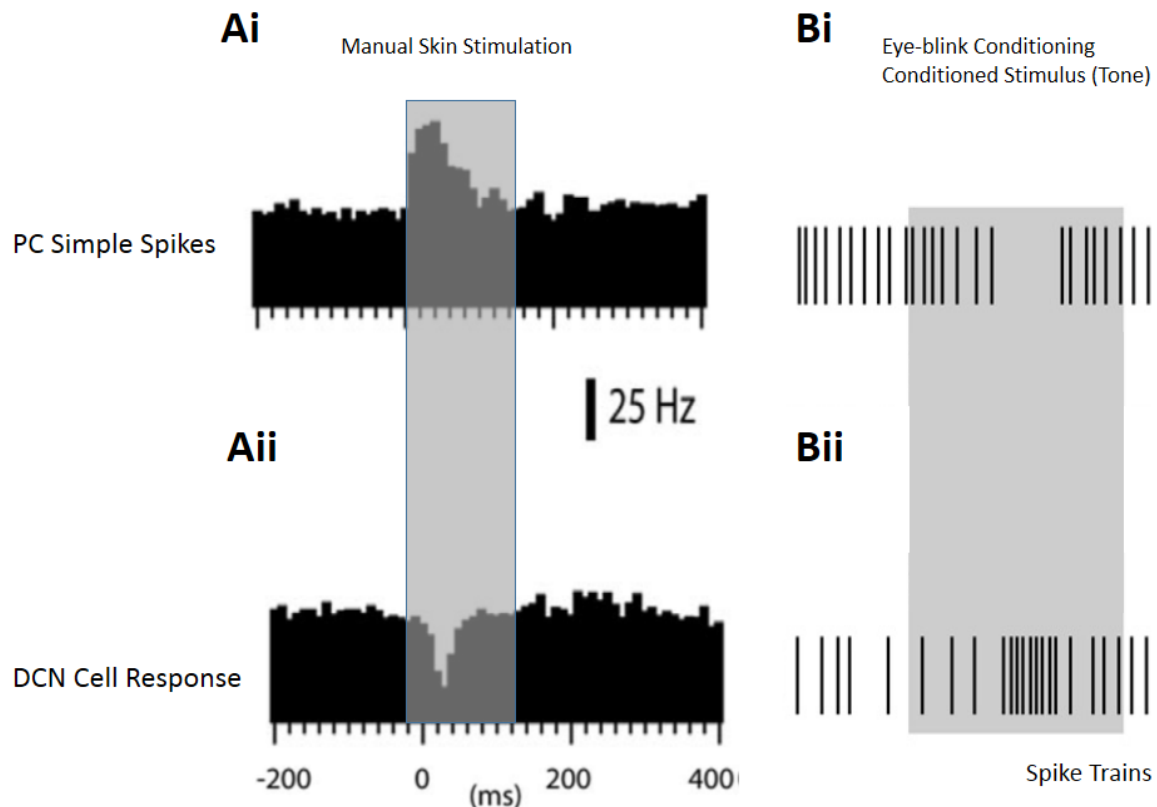 Ai
Manual Skin Stimulation
Bi
Eye-blink Conditioning
Conditioned Stimulus (Tone)
PC Simple Spikes
25 Hz
Aii
Bii
DCN Cell Response
-200
0
200
400
(ms)
Spike Trains